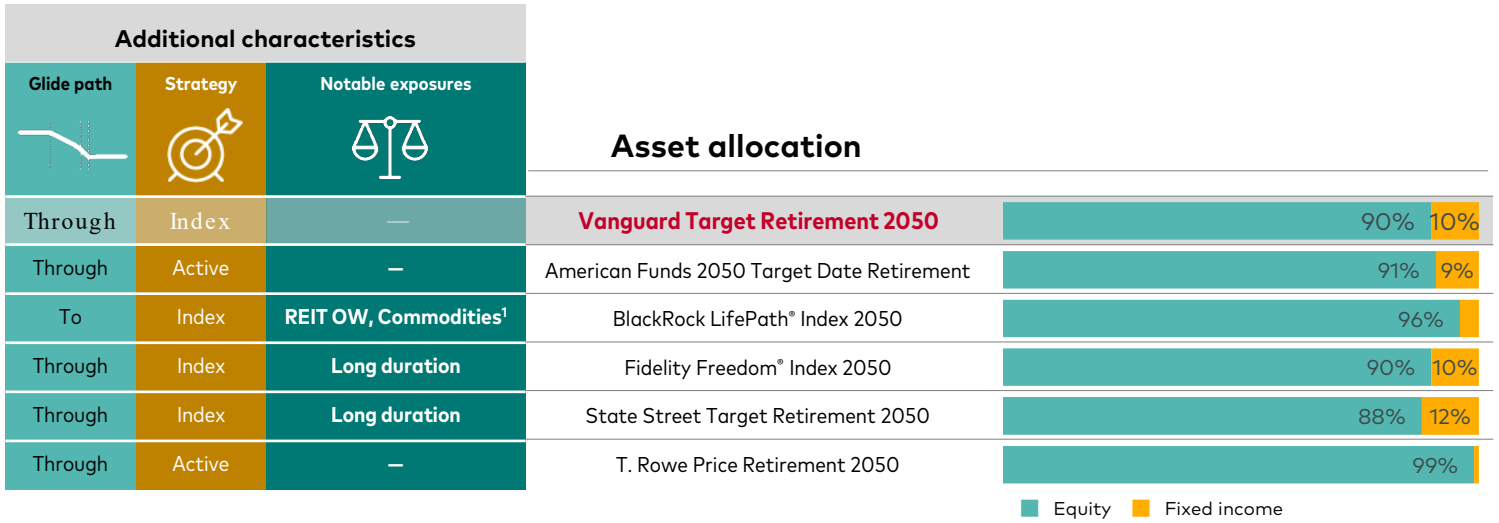 Additional characteristics
Glide path Strategy Notable exposures
Asset allocation
Through Index — Vanguard Target Retirement 2050 90% 10%
Through Active – American Funds 2050 Target Date Retirement 91% 9%
To Index REIT OW, Commodities¹ BlackRock LifePath® Index 2050 96%
Through Index Long duration Fidelity Freedom® Index 2050 90% 10%
Through Index Long duration State Street Target Retirement 2050 88% 12%
Through Active – T. Rowe Price Retirement 2050 99%
Equity Fixed income